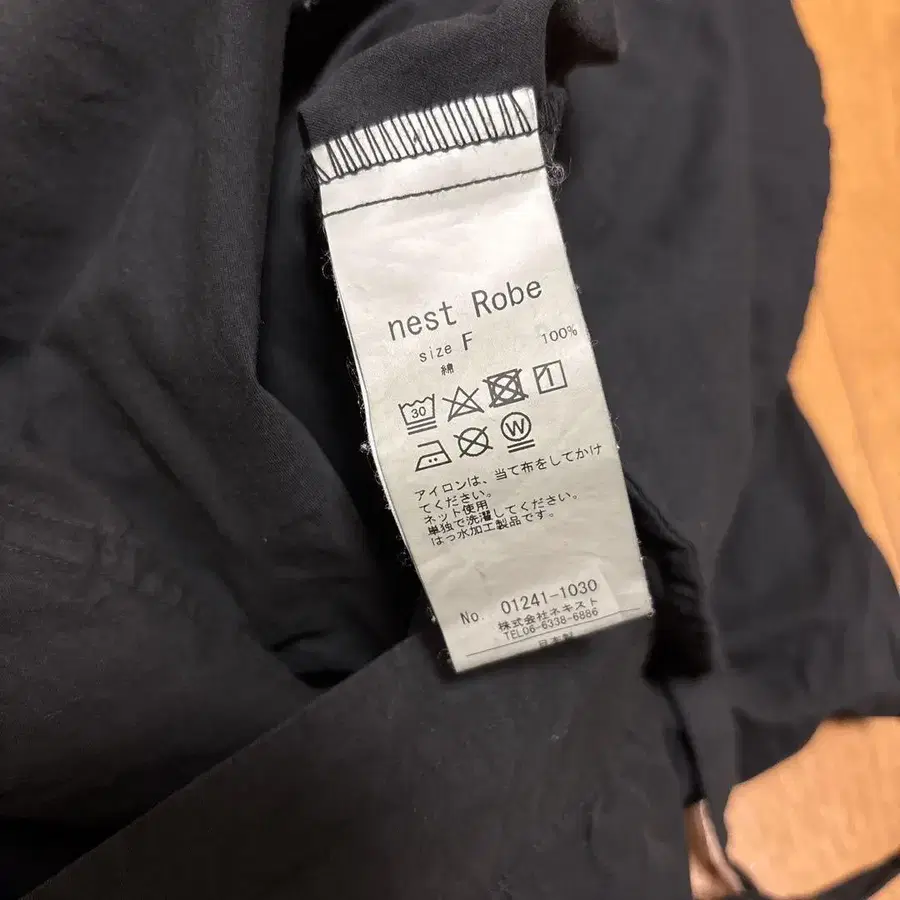 nest Robe
size F
綿 100%
30
W
アイロンは、当て布をしてかけ
てください。
ネット使用
単独で洗濯してください。
はっ水加工製品です。
No. 01241-1030
株式会社ネキスト
TEL06-6338-6886
日本製